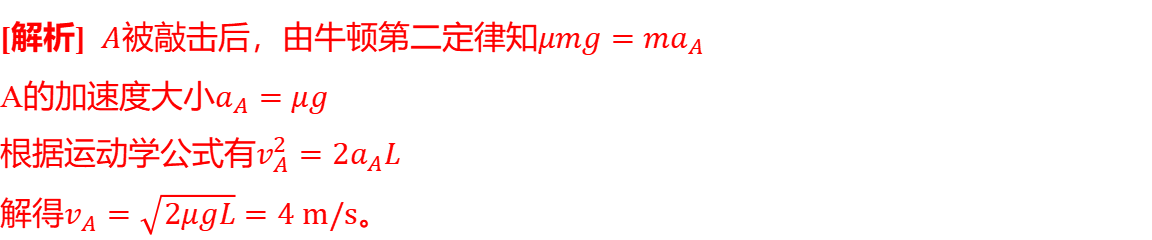 [解析] A被敲击后，由牛顿第二定律知μmg = ma_A
A的加速度大小a_A = μg
根据运动学公式有v_A^2 = 2a_A L
解得v_A = √(2μgL) = 4 m/s。